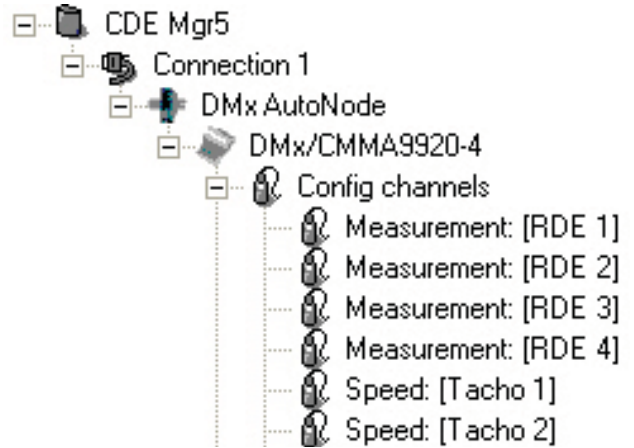 CDE Mgr5
Connection 1
DMx AutoNode
DMx/CMMA9920-4
Config channels
Measurement: [RDE 1]
Measurement: [RDE 2]
Measurement: [RDE 3]
Measurement: [RDE 4]
Speed: [Tacho 1]
Speed: [Tacho 2]